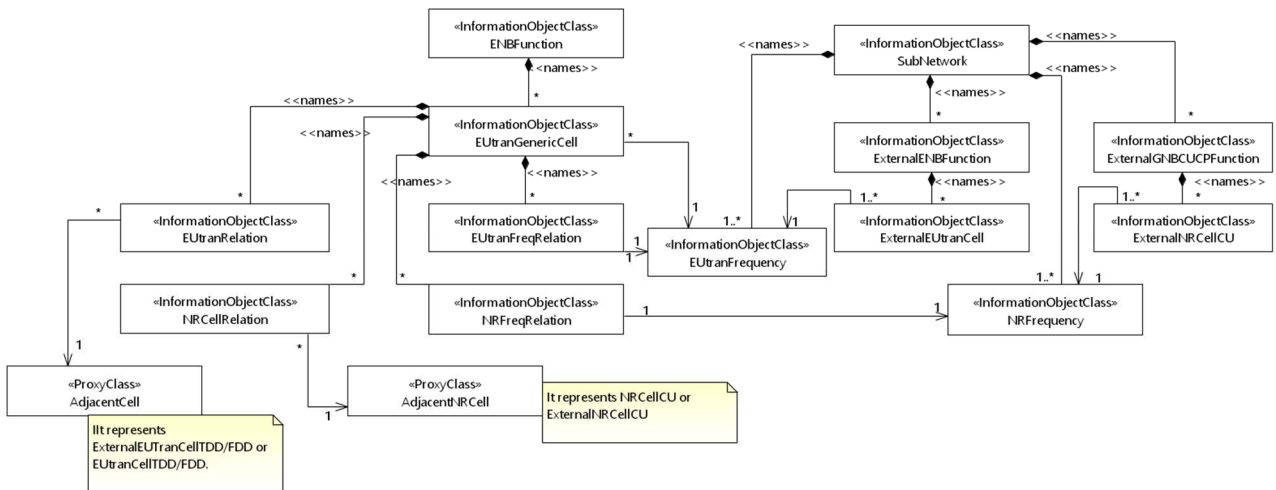 «InformationObjectClass»
ENBFunction
<<names>>
*
<<names>>
«InformationObjectClass»
SubNetwork
<<names>>
<<names>>
<<names>>
*
*
<<names>>
<<names>>
«InformationObjectClass»
EUtranGenericCell
*
«InformationObjectClass»
ExternalENBFunction
«InformationObjectClass»
ExternalGNBCUCPFunction
<<names>>
<<names>>
<<names>>
<<names>>
*
*
1
1..*
1
1..*
*
1..*
*
*
«InformationObjectClass»
EUtranRelation
«InformationObjectClass»
EUtranFreqRelation
1
1
«InformationObjectClass»
EUtranFrequency
«InformationObjectClass»
ExternalEUtranCell
«InformationObjectClass»
ExternalNRCellCU
*
*
1..*
1
«InformationObjectClass»
NRCellRelation
«InformationObjectClass»
NRFreqRelation
1
1
«InformationObjectClass»
NRFrequency
1
*
«ProxyClass»
AdjacentCell
1
«ProxyClass»
AdjacentNRCell
It represents NRCellCU or
ExternalNRCellCU
IIt represents
ExternalEUTranCellTDD/FDD or
EUtranCellTDD/FDD.